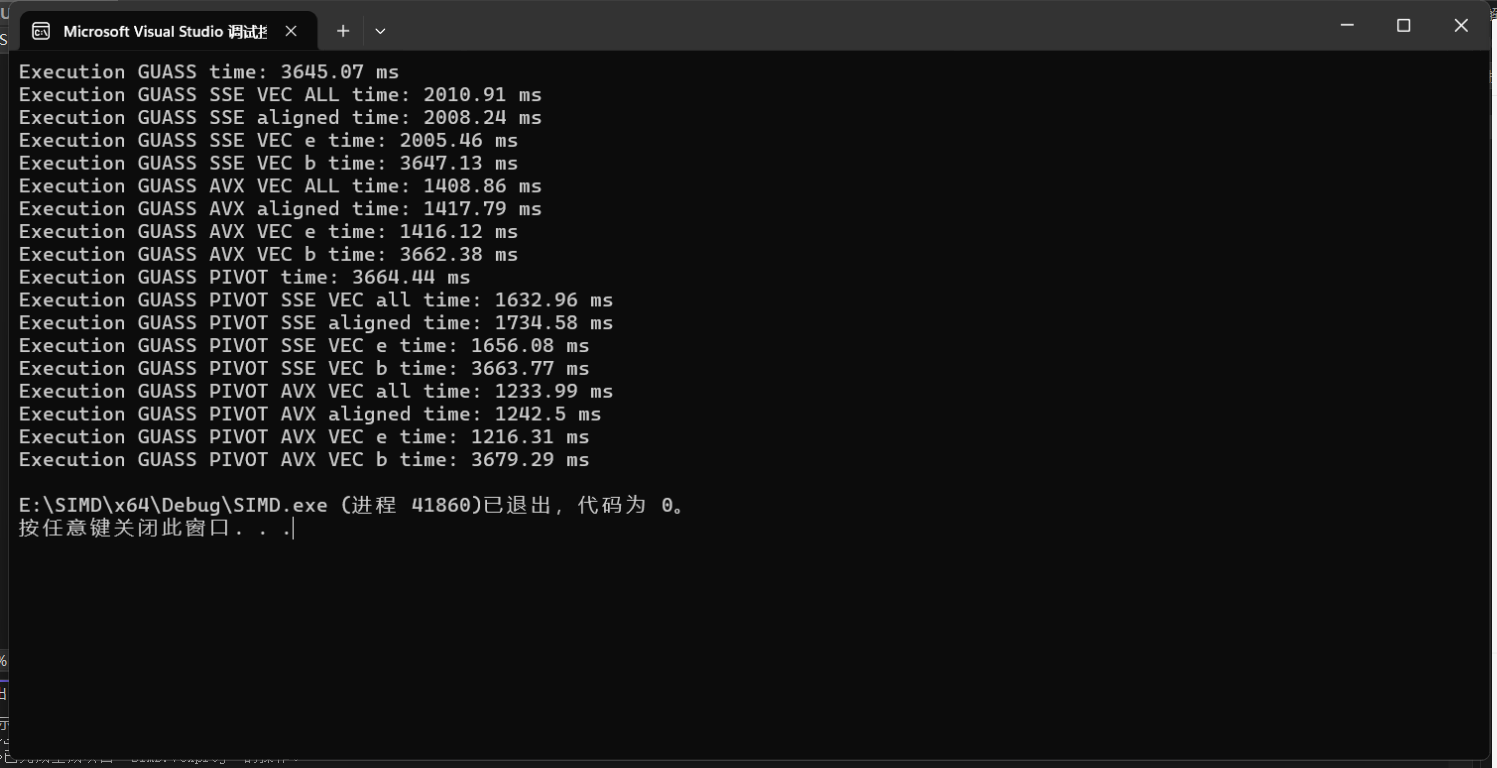 Microsoft Visual Studio 调试
Execution GUASS time: 3645.07 ms
Execution GUASS SSE VEC ALL time: 2010.91 ms
Execution GUASS SSE aligned time: 2008.24 ms
Execution GUASS SSE VEC e time: 2005.46 ms
Execution GUASS SSE VEC b time: 3647.13 ms
Execution GUASS AVX VEC ALL time: 1408.86 ms
Execution GUASS AVX aligned time: 1417.79 ms
Execution GUASS AVX VEC e time: 1416.12 ms
Execution GUASS AVX VEC b time: 3662.38 ms
Execution GUASS PIVOT time: 3664.44 ms
Execution GUASS PIVOT SSE VEC all time: 1632.96 ms
Execution GUASS PIVOT SSE aligned time: 1734.58 ms
Execution GUASS PIVOT SSE VEC e time: 1656.08 ms
Execution GUASS PIVOT SSE VEC b time: 3663.77 ms
Execution GUASS PIVOT AVX VEC all time: 1233.99 ms
Execution GUASS PIVOT AVX aligned time: 1242.5 ms
Execution GUASS PIVOT AVX VEC e time: 1216.31 ms
Execution GUASS PIVOT AVX VEC b time: 3679.29 ms
E:\SIMD\x64\Debug\SIMD.exe (进程 41860)已退出，代码为 0。
按任意键关闭此窗口. . .